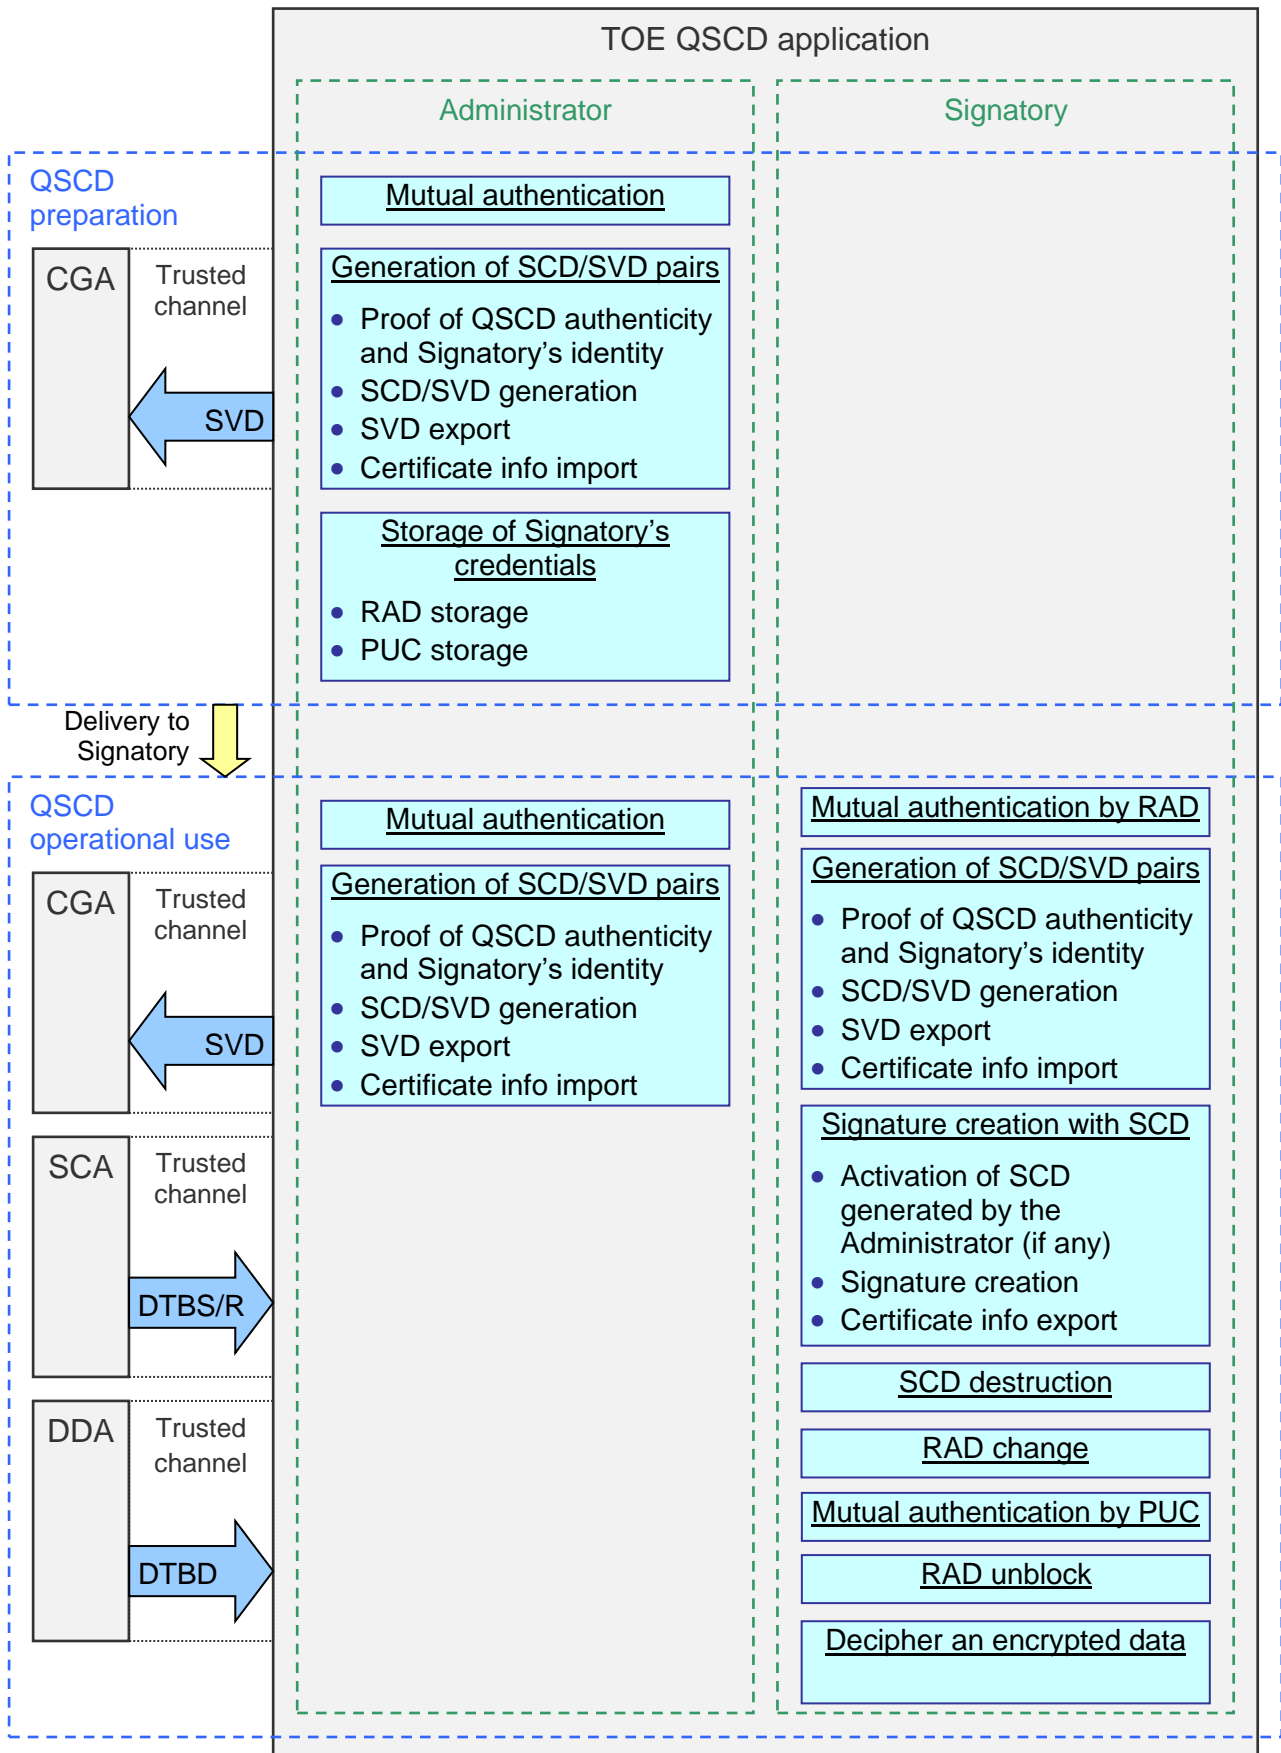 TOE QSCD application
Administrator
Signatory
QSCD
preparation
Mutual authentication
CGA
Trusted
channel
SVD
Generation of SCD/SVD pairs
• Proof of QSCD authenticity
and Signatory’s identity
• SCD/SVD generation
• SVD export
• Certificate info import
Storage of Signatory’s
credentials
• RAD storage
• PUC storage
Delivery to
Signatory
QSCD
operational use
Mutual authentication
Mutual authentication by RAD
CGA
Trusted
channel
SVD
Generation of SCD/SVD pairs
• Proof of QSCD authenticity
and Signatory’s identity
• SCD/SVD generation
• SVD export
• Certificate info import
Generation of SCD/SVD pairs
• Proof of QSCD authenticity
and Signatory’s identity
• SCD/SVD generation
• SVD export
• Certificate info import
SCA
Trusted
channel
DTBS/R
Signature creation with SCD
• Activation of SCD
generated by the
Administrator (if any)
• Signature creation
• Certificate info export
SCD destruction
DDA
Trusted
channel
DTBD
RAD change
Mutual authentication by PUC
RAD unblock
Decipher an encrypted data